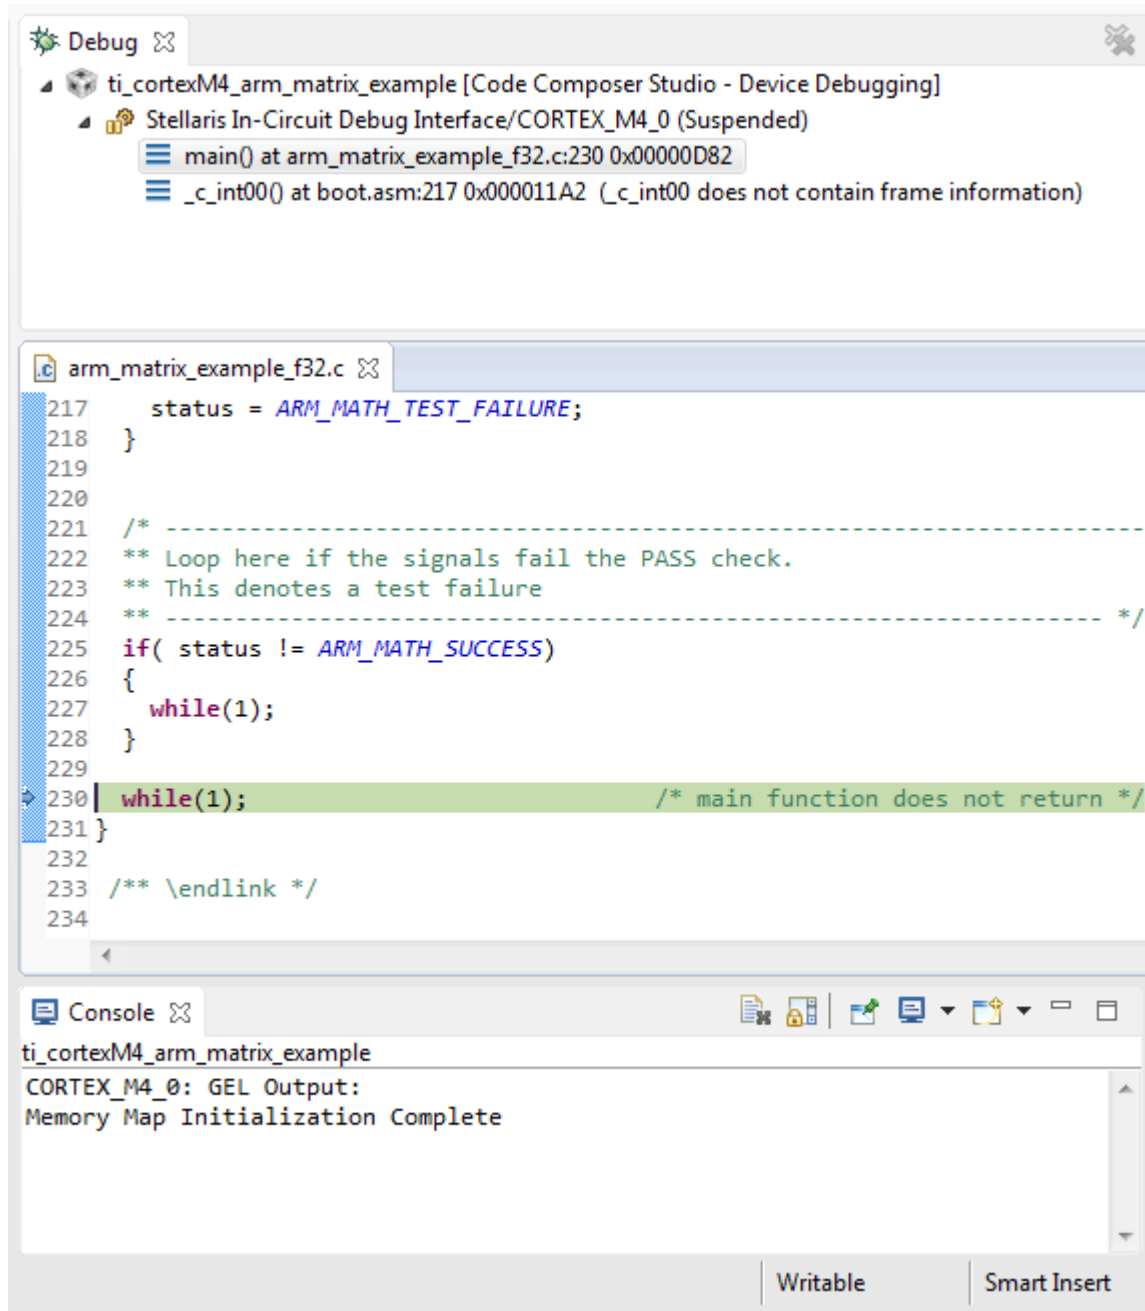 Debug
ti_cortexM4_arm_matrix_example [Code Composer Studio - Device Debugging]
Stellaris In-Circuit Debug Interface/CORTEX_M4_0 (Suspended)
main() at arm_matrix_example_f32.c:230 0x00000D82
_c_int00() at boot.asm:217 0x000011A2 (_c_int00 does not contain frame information)
.c arm_matrix_example_f32.c
217 status = ARM_MATH_TEST_FAILURE;
218 }
219
220
221 /* ----------------------------------------------------------------------
222 ** Loop here if the signals fail the PASS check.
223 ** This denotes a test failure
224 ** ---------------------------------------------------------------------- */
225 if( status != ARM_MATH_SUCCESS)
226 {
227 while(1);
228 }
229
230 while(1); /* main function does not return */
231 }
232
233 /** \endlink */
234
Console
ti_cortexM4_arm_matrix_example
CORTEX_M4_0: GEL Output:
Memory Map Initialization Complete
Writable Smart Insert